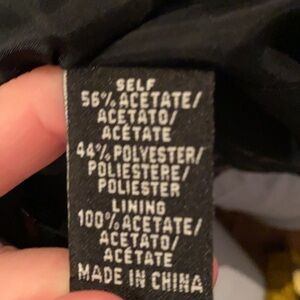 SELF
56% ACETATE/
ACETATO/
ACÉTATE
44% POLYESTER/
POLIESTERE/
POLIESTER
LINING
100% ACETATE/
ACETATO/
ACÉTATE
MADE IN CHINA